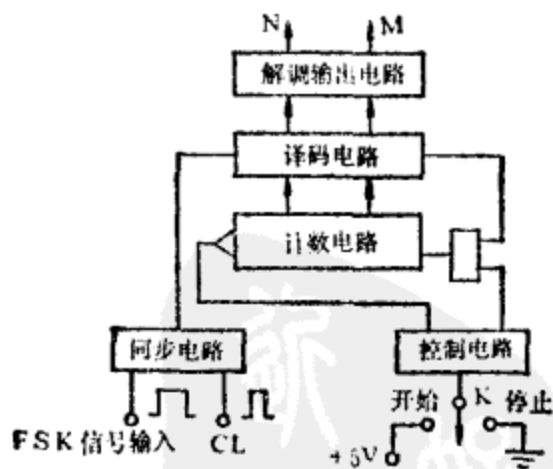 N M
解调输出电路
译码电路
计数电路
同步电路 控制电路
开始 K 停止
FSK信号输入 CL +5V